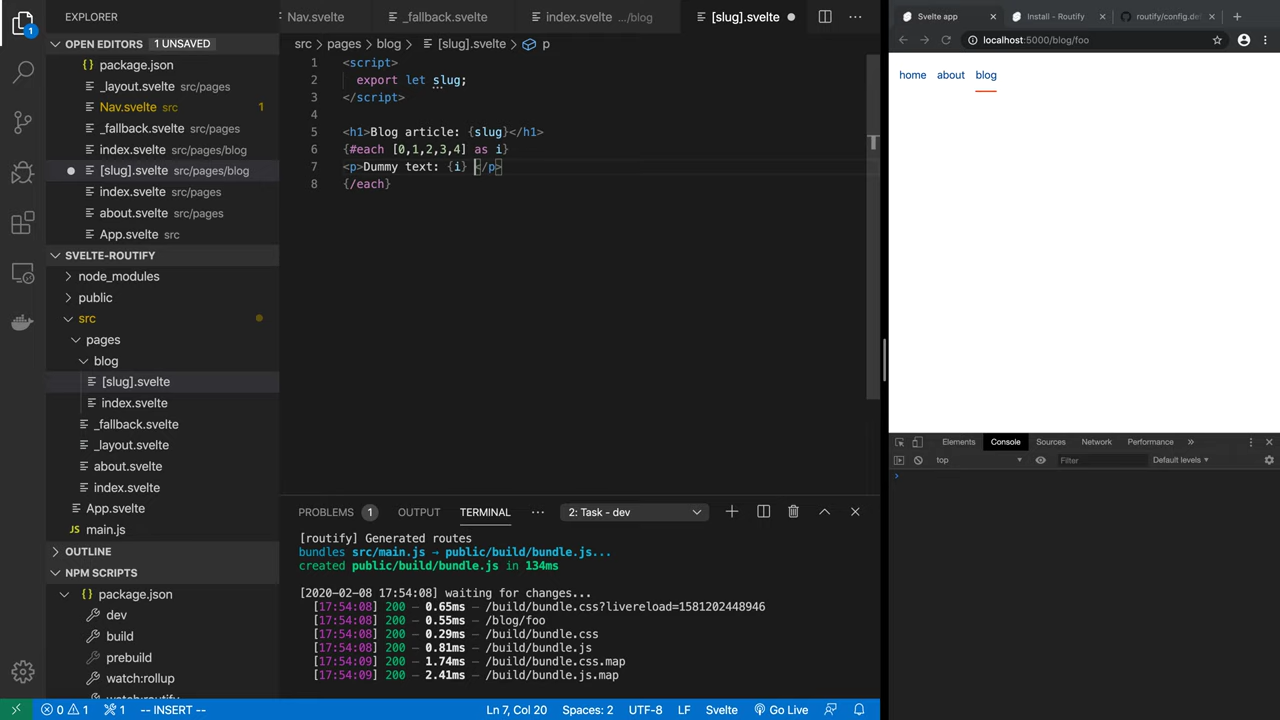 EXPLORER
OPEN EDITORS 1 UNSAVED
package.json
_layout.svelte src/pages
Nav.svelte src 1
_fallback.svelte src/pages
index.svelte src/pages/blog
[slug].svelte src/pages/blog
index.svelte src/pages
about.svelte src/pages
App.svelte src
SVELTE-ROUTIFY
node_modules
public
src
pages
blog
[slug].svelte
index.svelte
_fallback.svelte
_layout.svelte
about.svelte
index.svelte
App.svelte
main.js
OUTLINE
NPM SCRIPTS
package.json
dev
build
prebuild
watch:rollup
watch:routify
1
Nav.svelte _fallback.svelte index.svelte .../blog [slug].svelte
src > pages > blog > [slug].svelte > p
1 <script>
2 export let slug;
3 </script>
4
5 <h1>Blog article: {slug}</h1>
6 {#each [0,1,2,3,4] as i}
7 <p>Dummy text: {i} </p>
8 {/each}
PROBLEMS 1 OUTPUT TERMINAL ... 2: Task - dev
[routify] Generated routes
bundles src/main.js → public/build/bundle.js...
created public/build/bundle.js in 134ms
[2020-02-08 17:54:08] waiting for changes...
[17:54:08] 200 — 0.65ms — /build/bundle.css?livereload=1581202448946
[17:54:08] 200 — 0.55ms — /blog/foo
[17:54:08] 200 — 0.29ms — /build/bundle.css
[17:54:08] 200 — 0.81ms — /build/bundle.js
[17:54:09] 200 — 1.74ms — /build/bundle.css.map
[17:54:09] 200 — 2.41ms — /build/bundle.js.map
0 1 1 -- INSERT -- Ln 7, Col 20 Spaces: 2 UTF-8 LF Svelte Go Live
Svelte app Install - Routify routify/config.de
localhost:5000/blog/foo
home about blog
Elements Console Sources Network Performance »
top Filter Default levels